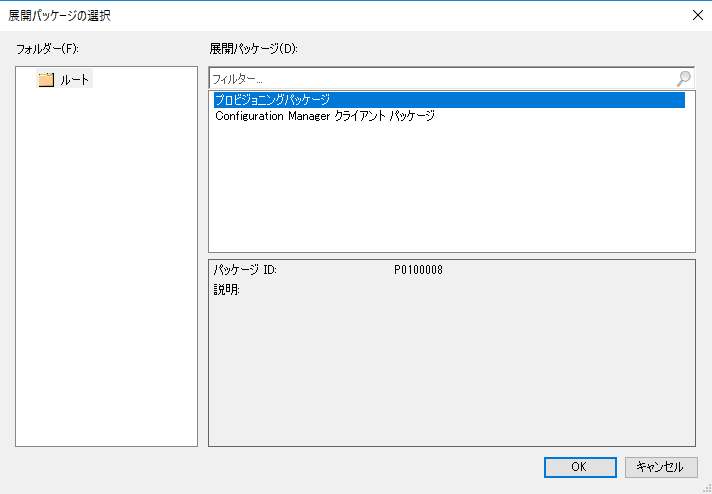 展開パッケージの選択
フォルダー(F):
ルート
展開パッケージ(D):
フィルター...
プロビジョニングパッケージ
Configuration Manager クライアント パッケージ
パッケージ ID: P0100008
説明:
OK
キャンセル